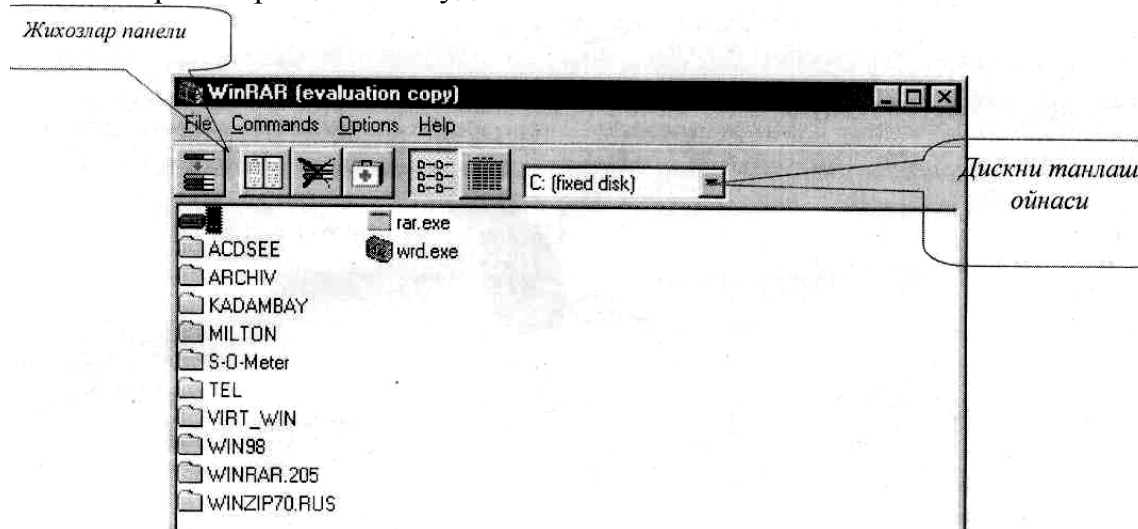 Жихозлар панели
WinRAR (evaluation copy)
File Commands Options Help
C: (fixed disk)
Дискни танлаш
ойнаси
rar.exe
ACDSEE
wrd.exe
ARCHIV
KADAMBAY
MILTON
S-O-Meter
TEL
VIRT_WIN
WIN98
WINRAR.205
WINZIP70.RUS